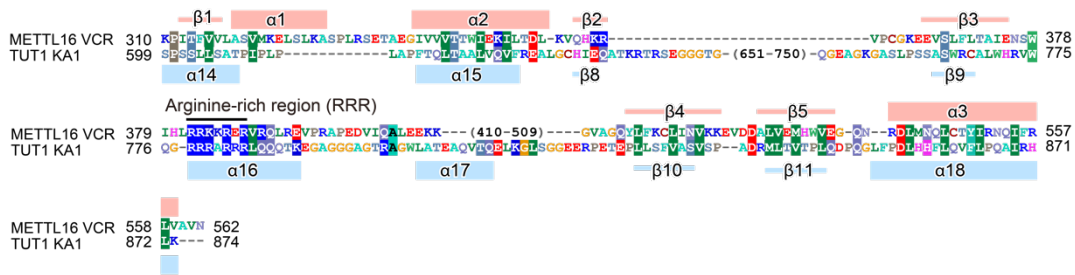 β1 α1 α2 β2 β3
METTL16 VCR 310 KPITFVVLASVMKELSLKASPLRSETAEGIVVVTTWIEKILTDL-KVQHKR----------------------------VPCGKEEVSLFLTAIENSW 378
TUT1 KA1 599 SPSSLLSATPIPLP---------------LAPFTQLTAALVQVFREALGCHIEQATKRTRSEGGGTG-(651-750)-QGEAGKGASLPSSASWRCALWHRVW 775
α14 α15 β8 β9
Arginine-rich region (RRR) β4 β5 α3
METTL16 VCR 379 IHLRRKKRERVRQLREVPRAPEDVIQALEEKK---(410-509)----GVAGQYLFKCLINVKKEVDDALVEMHWVEG-QN--RDLMNQLCTYIRNQIFR 557
TUT1 KA1 776 QG-RRRARRRLQQQTKEGAGGGAGTRAGWLATEAQVTQELKGLSGGEERPETEPLLSFVASVSP--ADRMLTVTPLQDPQGLFPDLHHFLQVFLPQAIRH 871
α16 α17 β10 β11 α18
METTL16 VCR 558 LVAVN 562
TUT1 KA1 872 LK---- 874